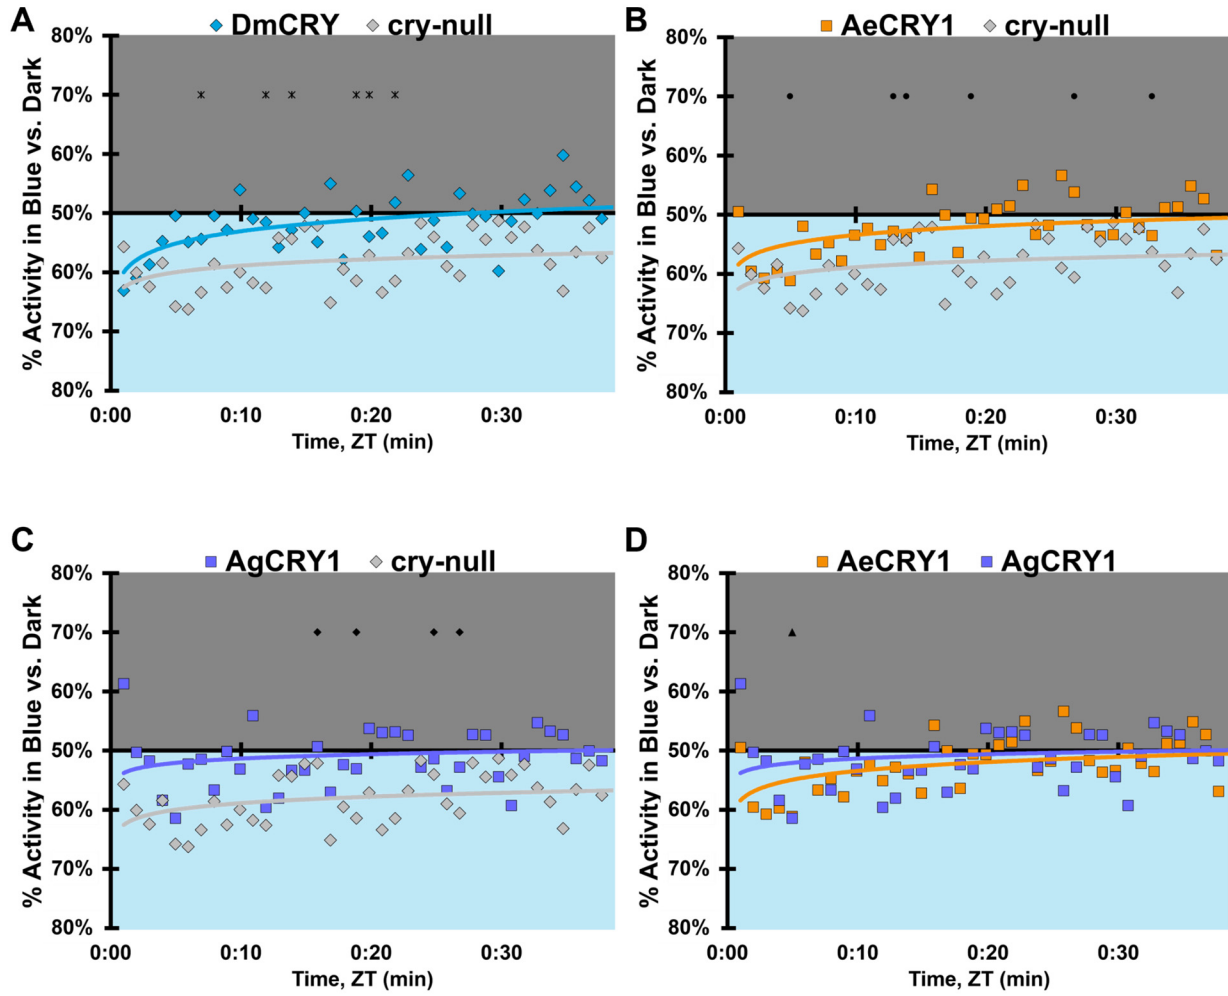 A
DmCRY cry-null
% Activity in Blue vs. Dark
80%
70%
60%
50%
60%
70%
80%
0:00 0:10 0:20 0:30
Time, ZT (min)
B
AeCRY1 cry-null
% Activity in Blue vs. Dark
80%
70%
60%
50%
60%
70%
80%
0:00 0:10 0:20 0:30
Time, ZT (min)
C
AgCRY1 cry-null
% Activity in Blue vs. Dark
80%
70%
60%
50%
60%
70%
80%
0:00 0:10 0:20 0:30
Time, ZT (min)
D
AeCRY1 AgCRY1
% Activity in Blue vs. Dark
80%
70%
60%
50%
60%
70%
80%
0:00 0:10 0:20 0:30
Time, ZT (min)